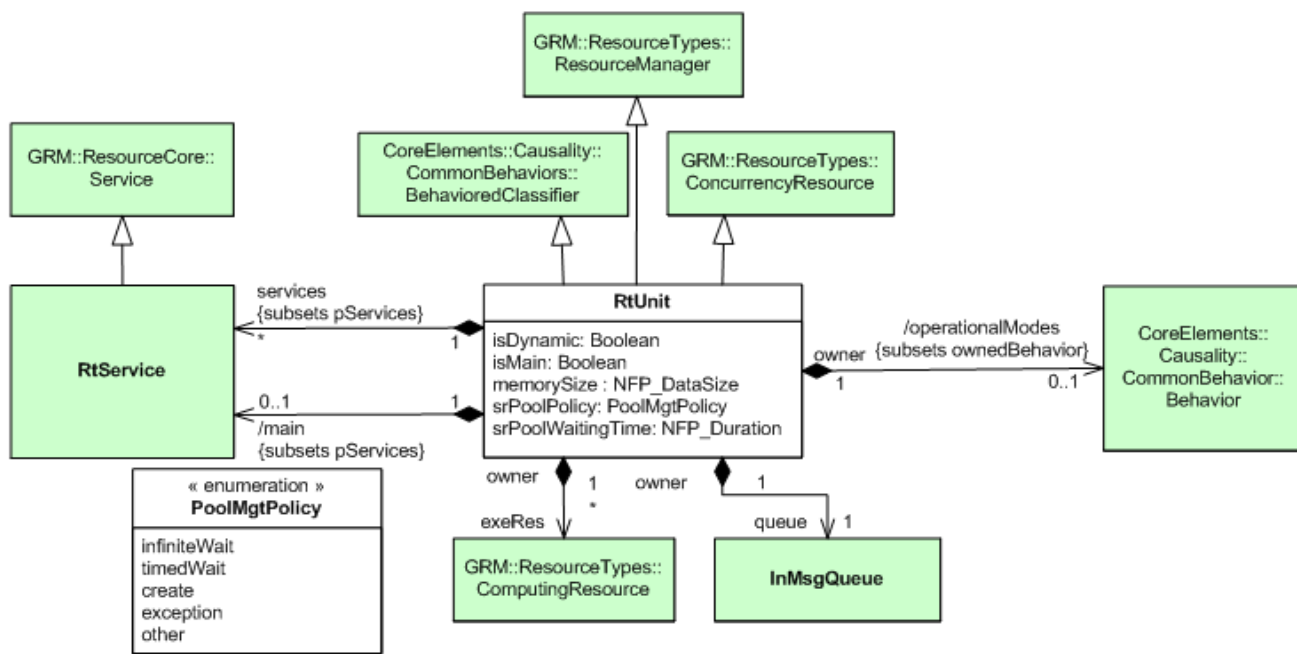 GRM::ResourceTypes::
ResourceManager
GRM::ResourceCore::
Service
CoreElements::Causality::
CommonBehaviors::
BehavioredClassifier
GRM::ResourceTypes::
ConcurrencyResource
RtService
services
{subsets pServices}
*
1
0..1
1
/main
{subsets pServices}
RtUnit
isDynamic: Boolean
isMain: Boolean
memorySize : NFP_DataSize
srPoolPolicy: PoolMgtPolicy
srPoolWaitingTime: NFP_Duration
/operationalModes
owner {subsets ownedBehavior}
1
0..1
CoreElements::
Causality::
CommonBehavior::
Behavior
« enumeration »
PoolMgtPolicy
infiniteWait
timedWait
create
exception
other
owner
1
*
exeRes
owner
1
queue
1
GRM::ResourceTypes::
ComputingResource
InMsgQueue